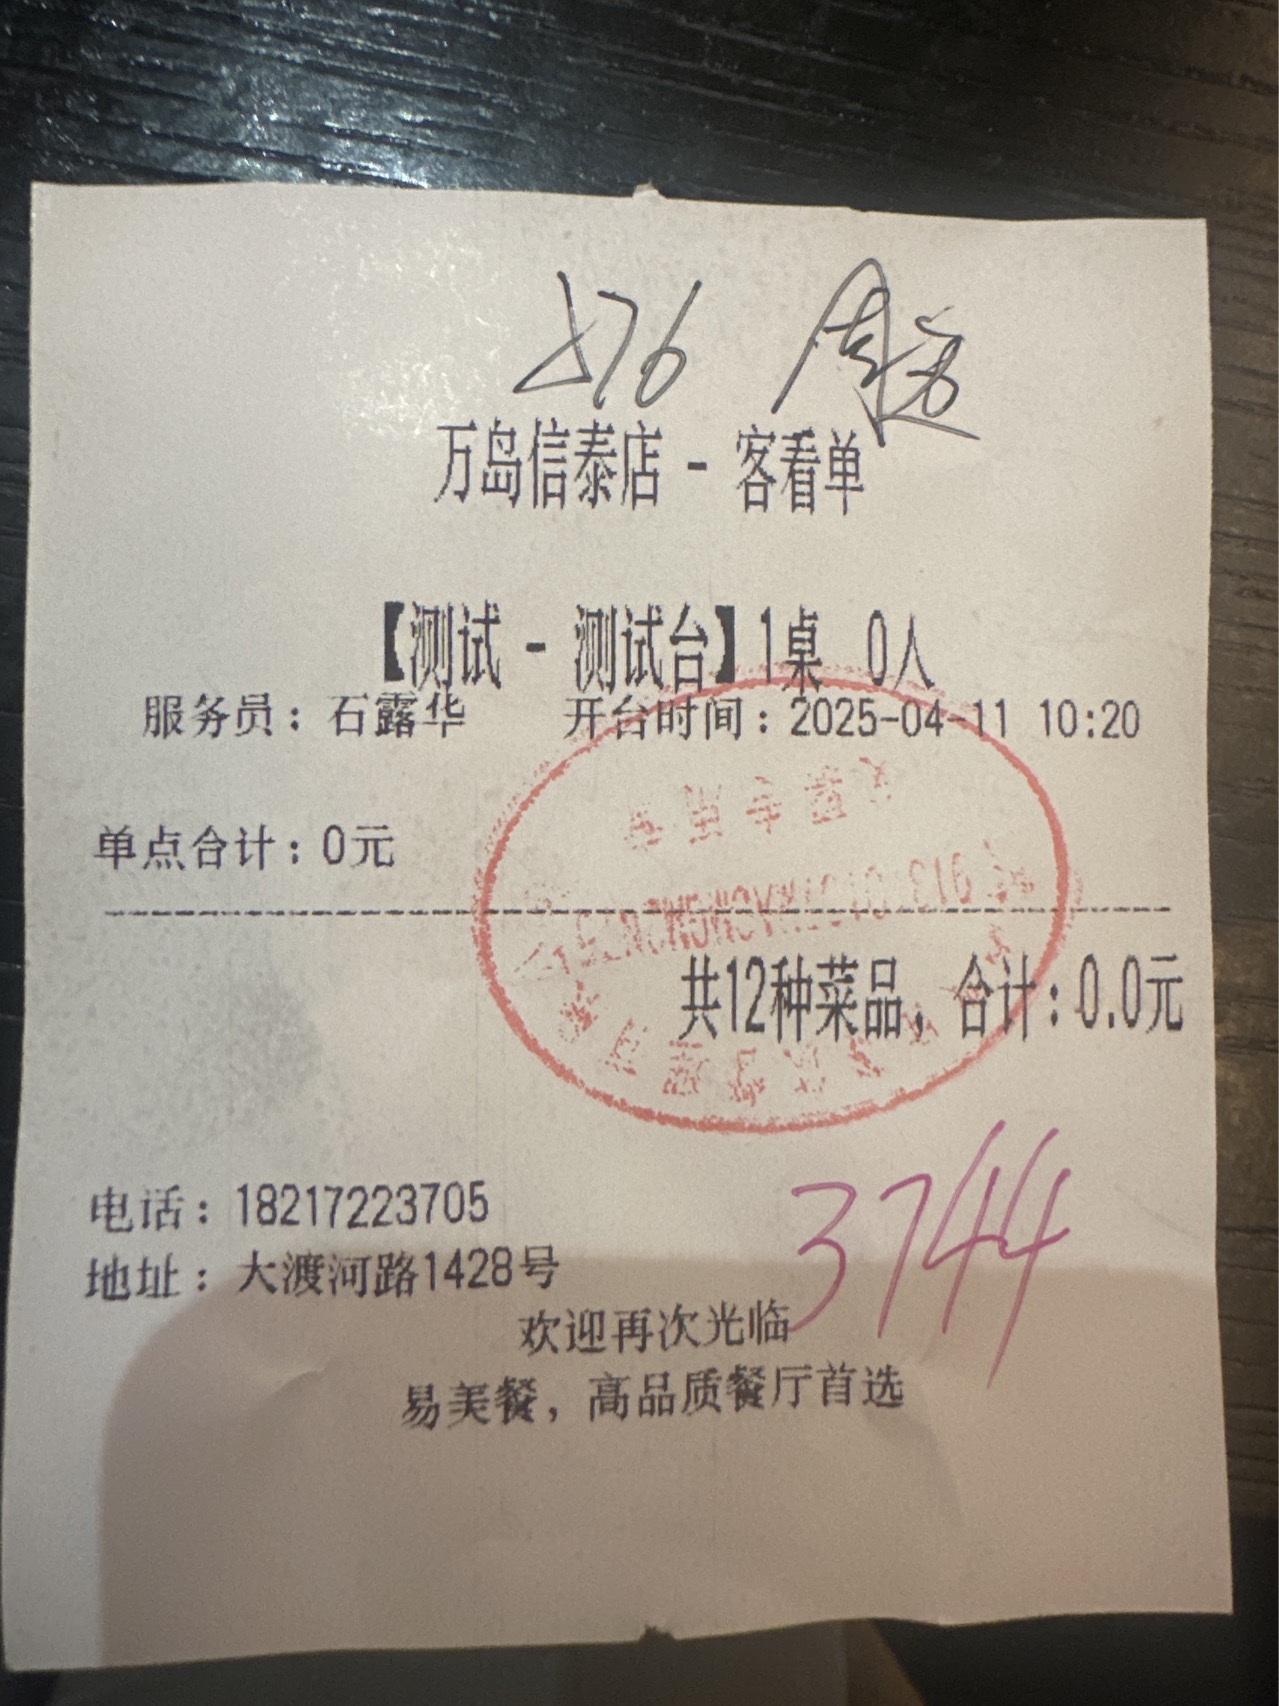 276
万岛信泰店 - 客看单
【测试 - 测试台】1桌 0人
服务员：石露华 开台时间：2025-04-11 10:20
单点合计：0元
共12种菜品，合计：0.0元
电话：18217223705
3744
地址：大渡河路1428号
欢迎再次光临
易美餐，高品质餐厅首选